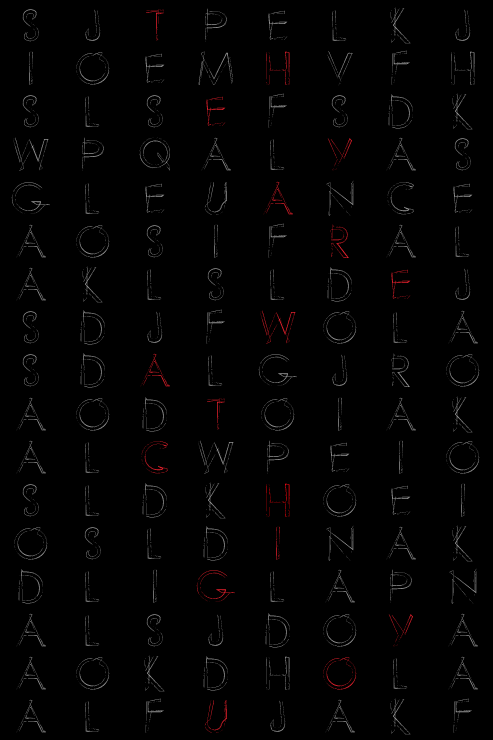 S J T P E L K J
I O E M H V F H
S L S E F S D K
W P Q A L Y A S
G L E U A N C E
A O S I F R A L
A K L S L D E J
S D J F W O L A
S D A L G J R O
A O D T O I A K
A L C W P E I O
S L D K H O E I
O S L D I N A K
D L I G L A P N
A L S J D O Y A
A O K D H O L A
A L F U J A K F